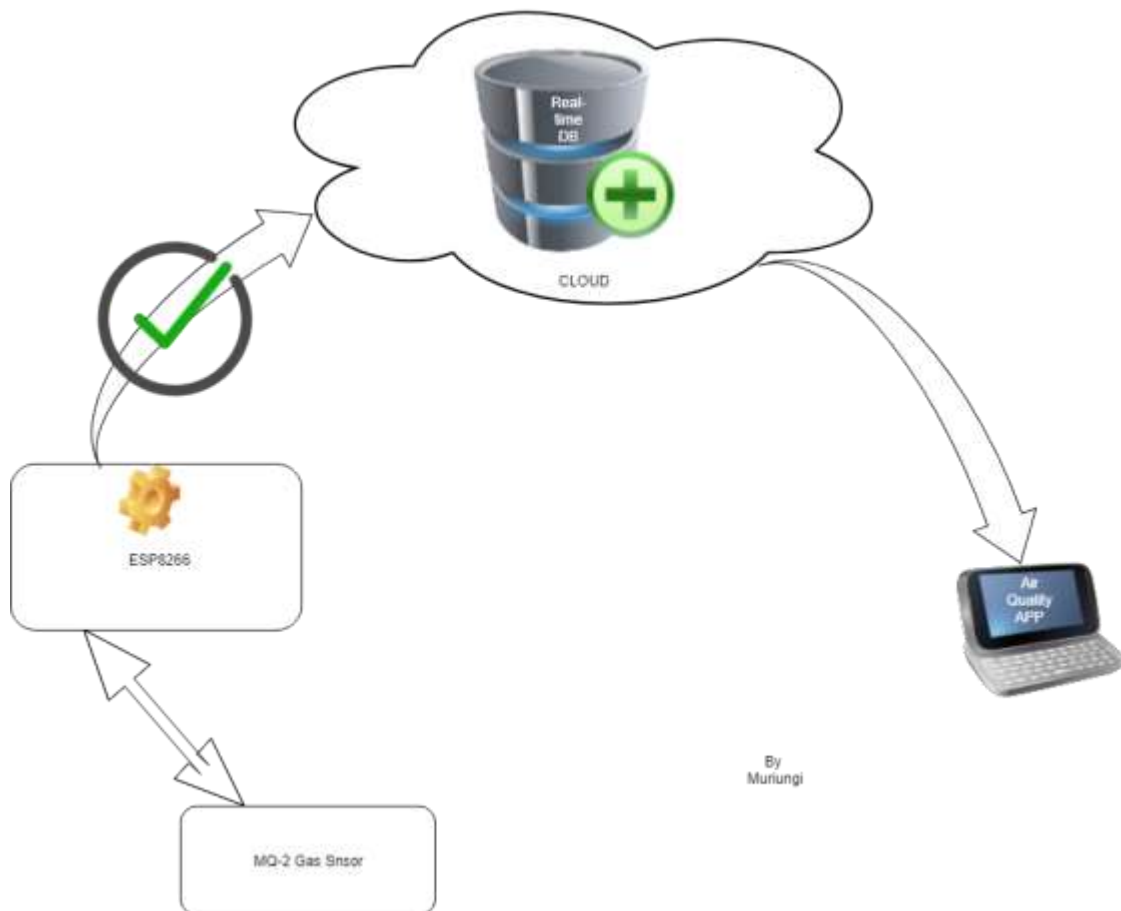 Real-
time
DB
CLOUD
ESP8266
Air
Quality
APP
By
Muriungi
MQ-2 Gas Snsor